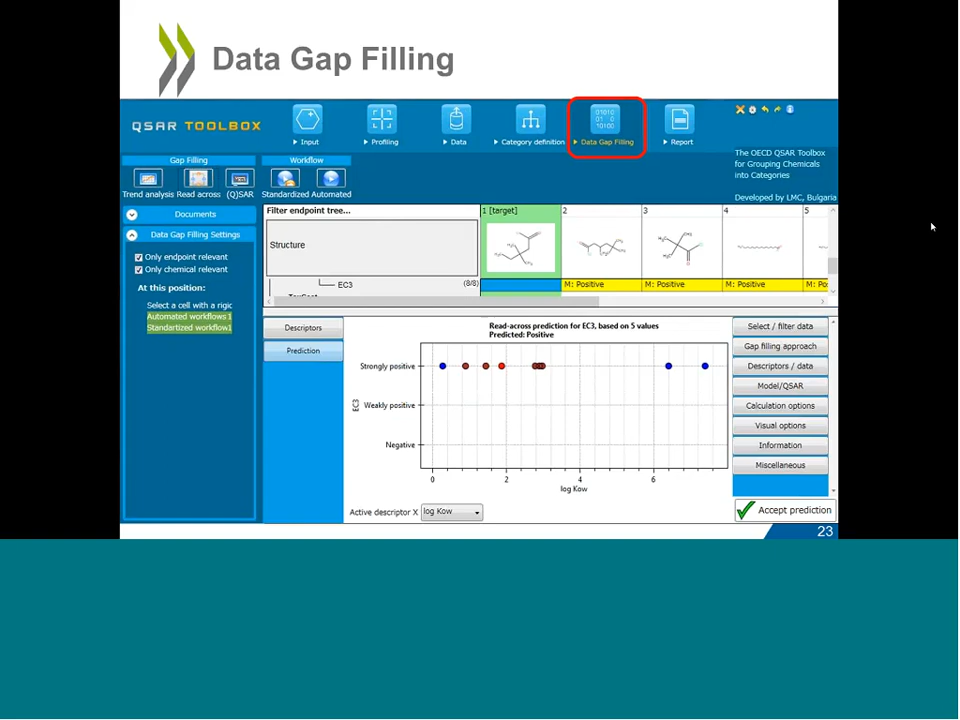 Data Gap Filling
QSAR TOOLBOX
Input
Profiling
Data
Category definition
Data Gap Filling
Report
The OECD QSAR Toolbox
for Grouping Chemicals
into Categories
Developed by LMC, Bulgaria
Gap Filling
Workflow
Trend analysis
Read across
(Q)SAR
Standardized
Automated
Documents
Data Gap Filling Settings
Only endpoint relevant
Only chemical relevant
At this position:
Select a cell with a rigic
Automated workflows 1
Standartized workflow1
Filter endpoint tree...
1 [target]
2
3
4
5
Structure
EC3
(8/8)
M: Positive
M: Positive
M: Positive
M: Po
Descriptors
Prediction
Read-across prediction for EC3, based on 5 values
Predicted: Positive
Strongly positive
Weakly positive
Negative
EC3
0
2
4
6
log Kow
Active descriptor X
log Kow
Select / filter data
Gap filling approach
Descriptors / data
Model/QSAR
Calculation options
Visual options
Information
Miscellaneous
Accept prediction
23